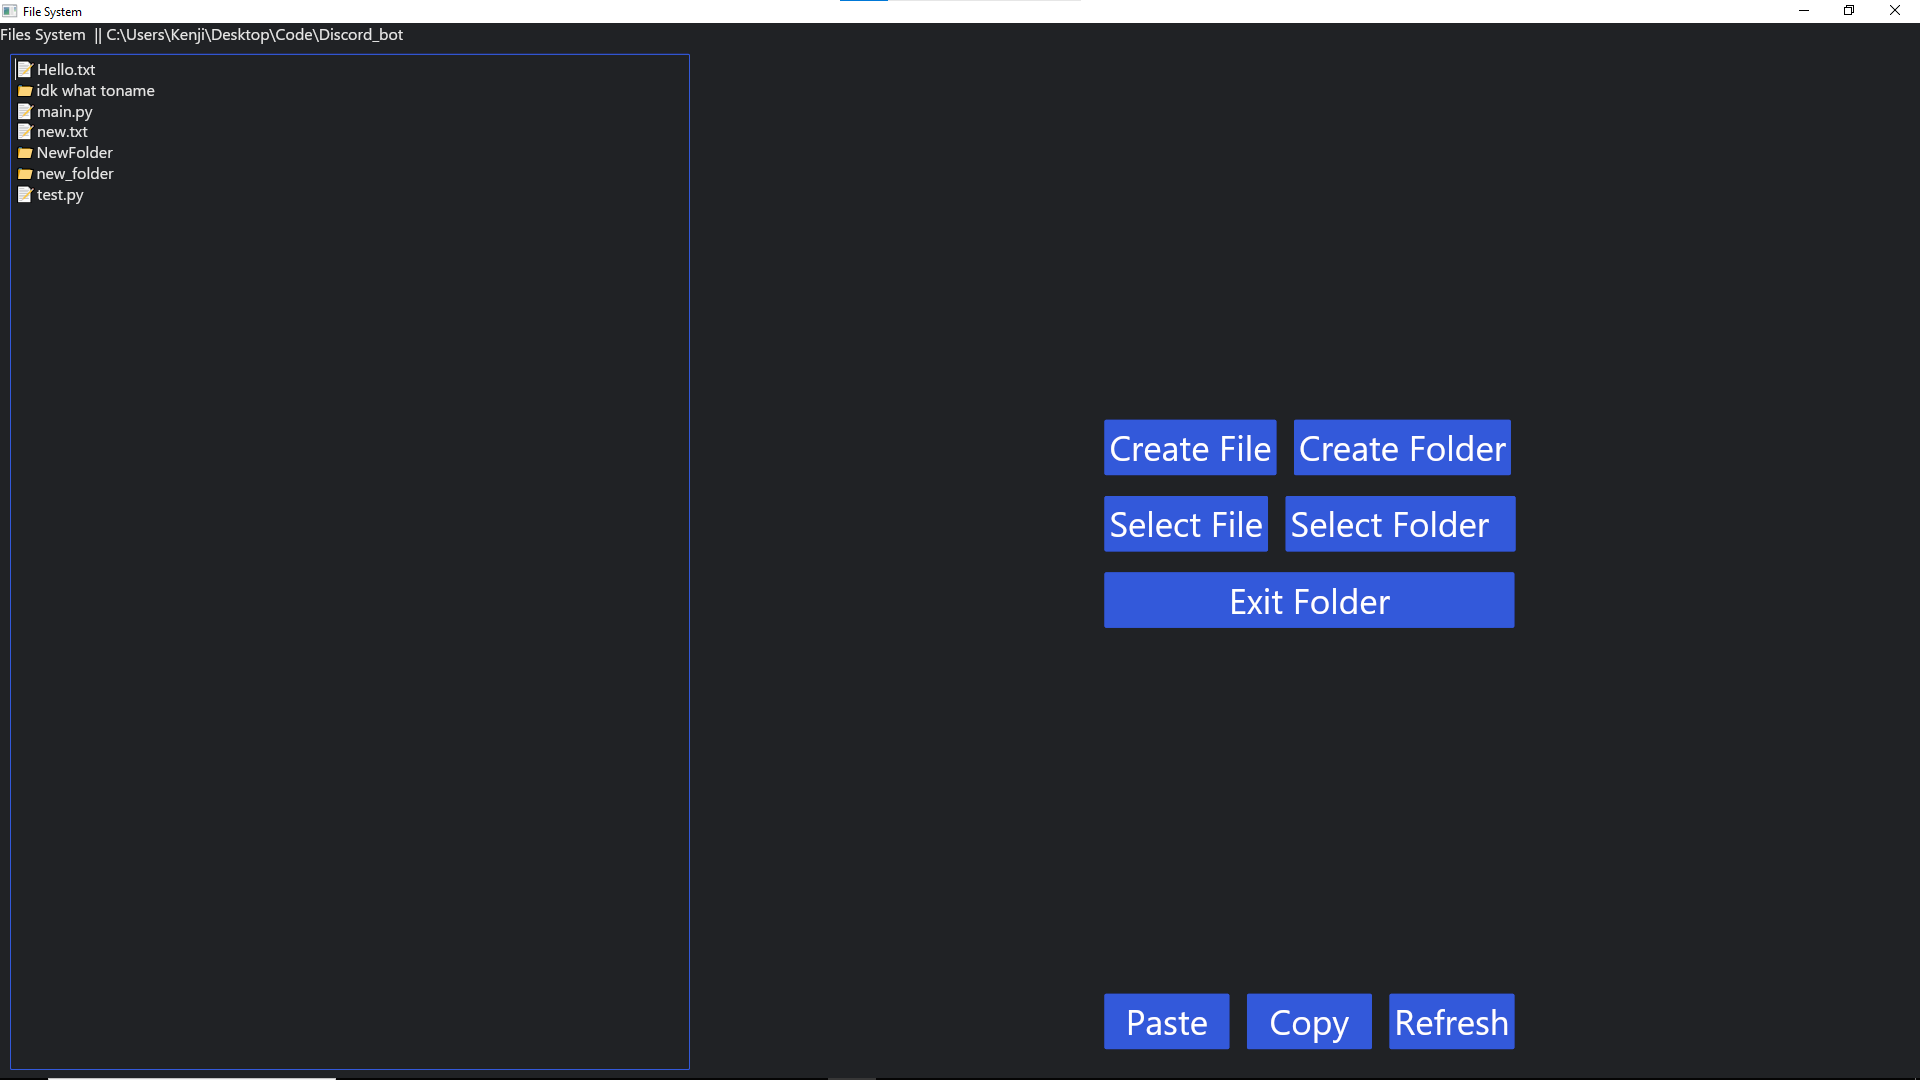 File System
Files System || C:\Users\Kenji\Desktop\Code\Discord_bot
Hello.txt
idk what toname
main.py
new.txt
NewFolder
new_folder
test.py
Create File Create Folder
Select File Select Folder
Exit Folder
Paste Copy Refresh